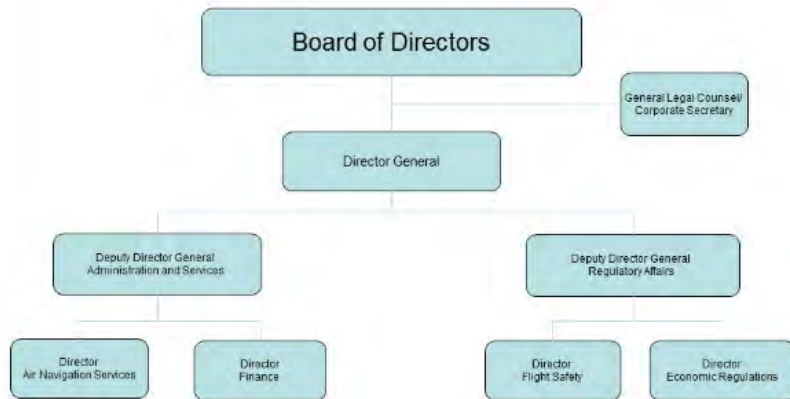 Board of Directors
General Legal Counsel/
Corporate Secretary
Director General
Deputy Director General
Administration and Services
Deputy Director General
Regulatory Affairs
Director
Air Navigation Services
Director
Finance
Director
Flight Safety
Director
Economic Regulations